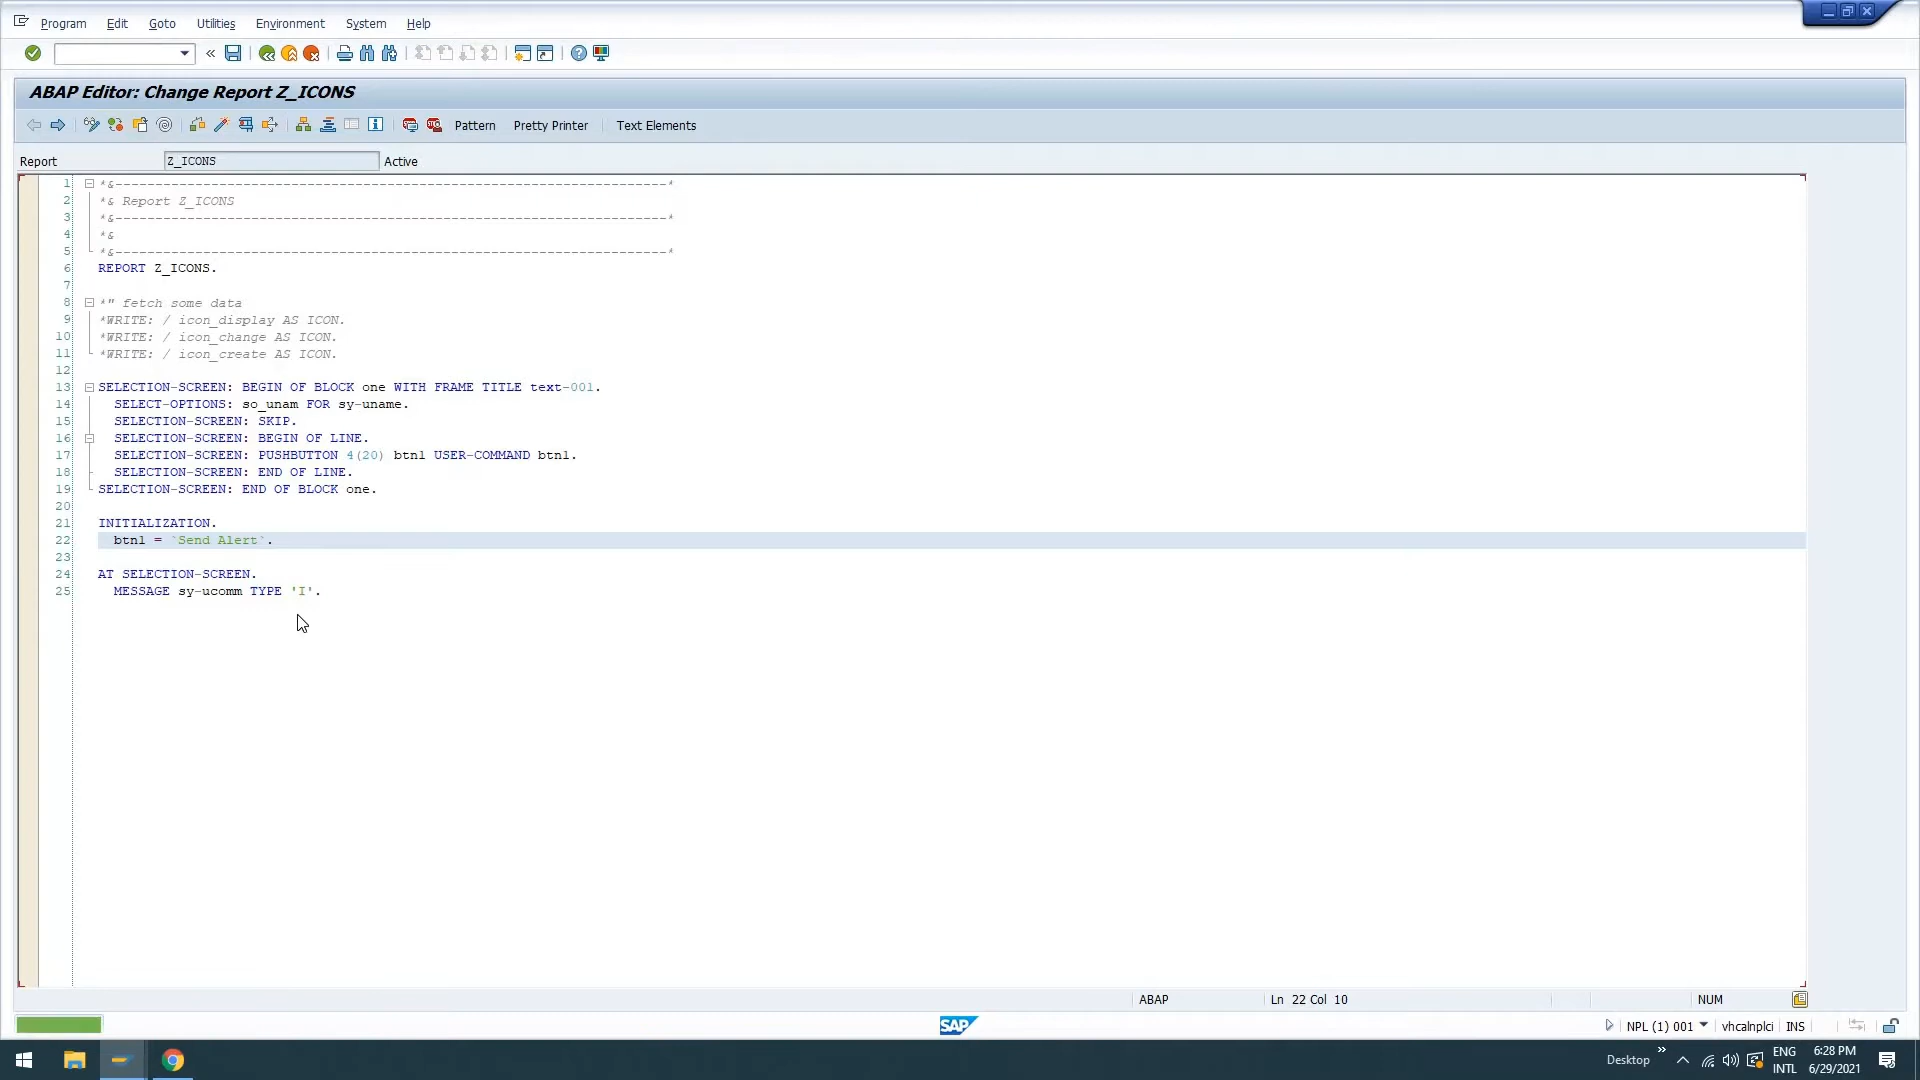 Program Edit Goto Utilities Environment System Help
ABAP Editor: Change Report Z_ICONS
Pattern Pretty Printer Text Elements
Report Z_ICONS Active
1 *&---------------------------------------------------------------------*
2 *& Report Z_ICONS
3 *&---------------------------------------------------------------------*
4 *&
5 *&---------------------------------------------------------------------*
6 REPORT Z_ICONS.
7
8 *" fetch some data
9 *WRITE: / icon_display AS ICON.
10 *WRITE: / icon_change AS ICON.
11 *WRITE: / icon_create AS ICON.
12
13 SELECTION-SCREEN: BEGIN OF BLOCK one WITH FRAME TITLE text-001.
14 SELECT-OPTIONS: so_unam FOR sy-uname.
15 SELECTION-SCREEN: SKIP.
16 SELECTION-SCREEN: BEGIN OF LINE.
17 SELECTION-SCREEN: PUSHBUTTON 4(20) btn1 USER-COMMAND btn1.
18 SELECTION-SCREEN: END OF LINE.
19 SELECTION-SCREEN: END OF BLOCK one.
20
21 INITIALIZATION.
22 btn1 = `Send Alert`.
23
24 AT SELECTION-SCREEN.
25 MESSAGE sy-ucomm TYPE 'I'.
ABAP Ln 22 Col 10 NUM
SAP NPL (1) 001 vhcalnplci INS
Desktop ENG 6:28 PM
INTL 6/29/2021